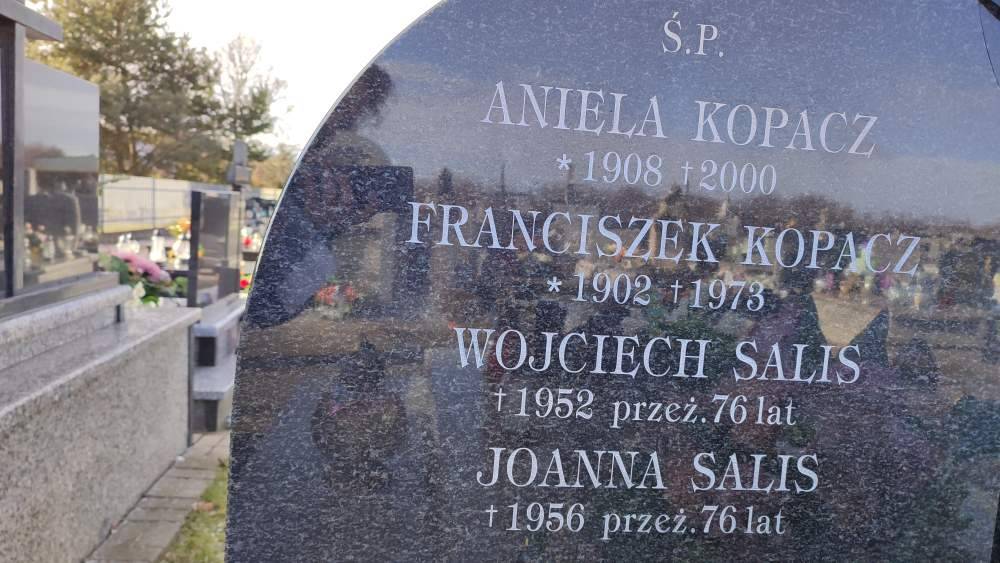 Ś.P.
ANIELA KOPACZ
* 1908 † 2000
FRANCISZEK KOPACZ
* 1902 † 1973
WOJCIECH SALIS
† 1952 przeż. 76 lat
JOANNA SALIS
† 1956 przeż. 76 lat